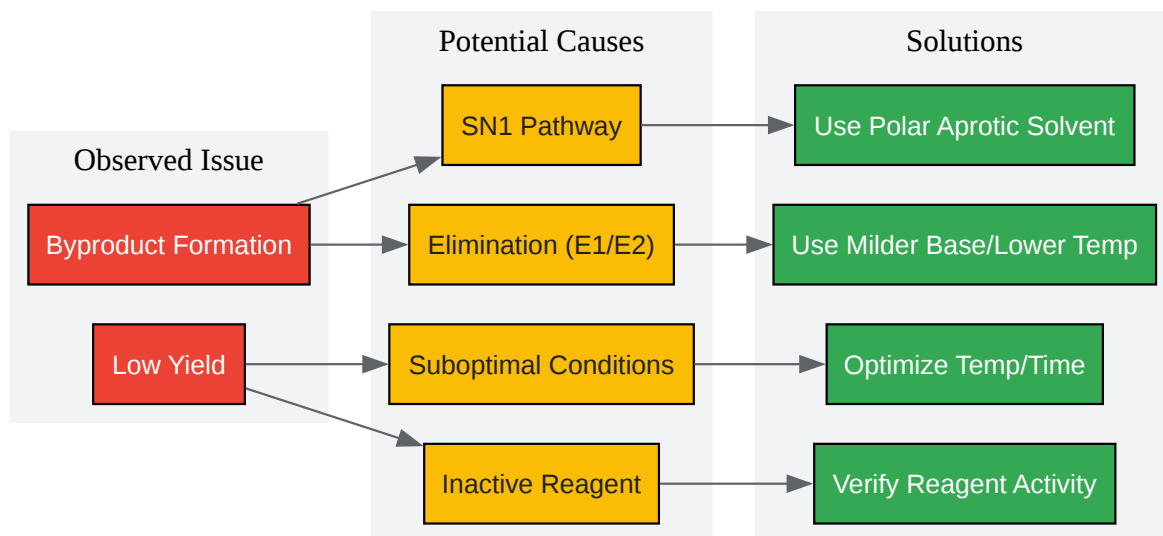 Observed Issue
Byproduct Formation
Low Yield
Potential Causes
SN1 Pathway
Elimination (E1/E2)
Suboptimal Conditions
Inactive Reagent
Solutions
Use Polar Aprotic Solvent
Use Milder Base/Lower Temp
Optimize Temp/Time
Verify Reagent Activity